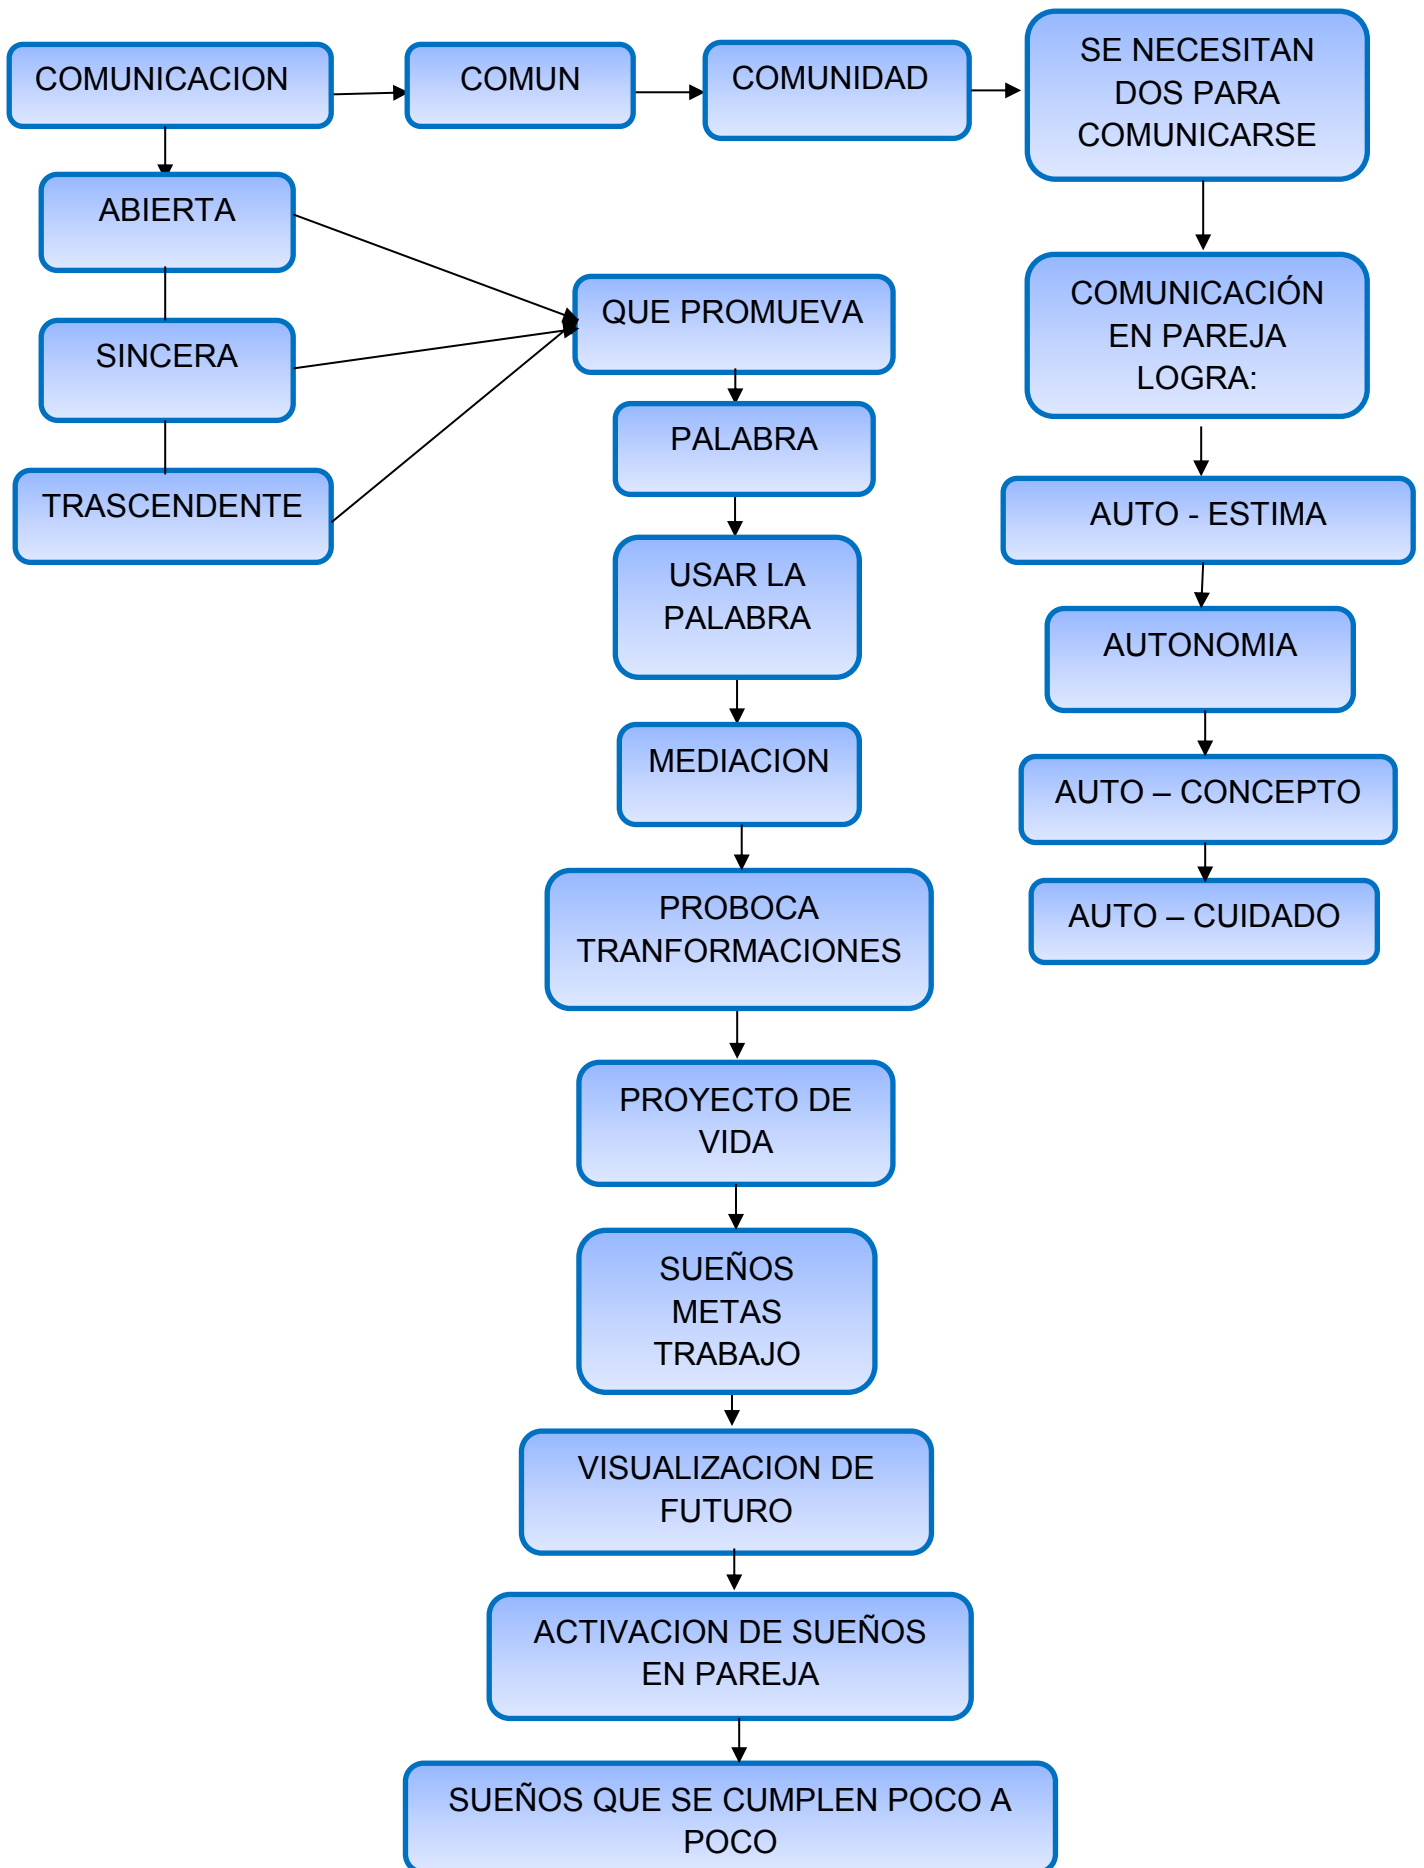 COMUNICACION
COMUN
COMUNIDAD
SE NECESITAN
DOS PARA
COMUNICARSE
ABIERTA
SINCERA
TRASCENDENTE
QUE PROMUEVA
PALABRA
USAR LA
PALABRA
MEDIACION
PROBOCA
TRANFORMACIONES
PROYECTO DE
VIDA
SUEÑOS
METAS
TRABAJO
VISUALIZACION DE
FUTURO
ACTIVACION DE SUEÑOS
EN PAREJA
SUEÑOS QUE SE CUMPLEN POCO A
POCO
COMUNICACIÓN
EN PAREJA
LOGRA:
AUTO - ESTIMA
AUTONOMIA
AUTO – CONCEPTO
AUTO – CUIDADO